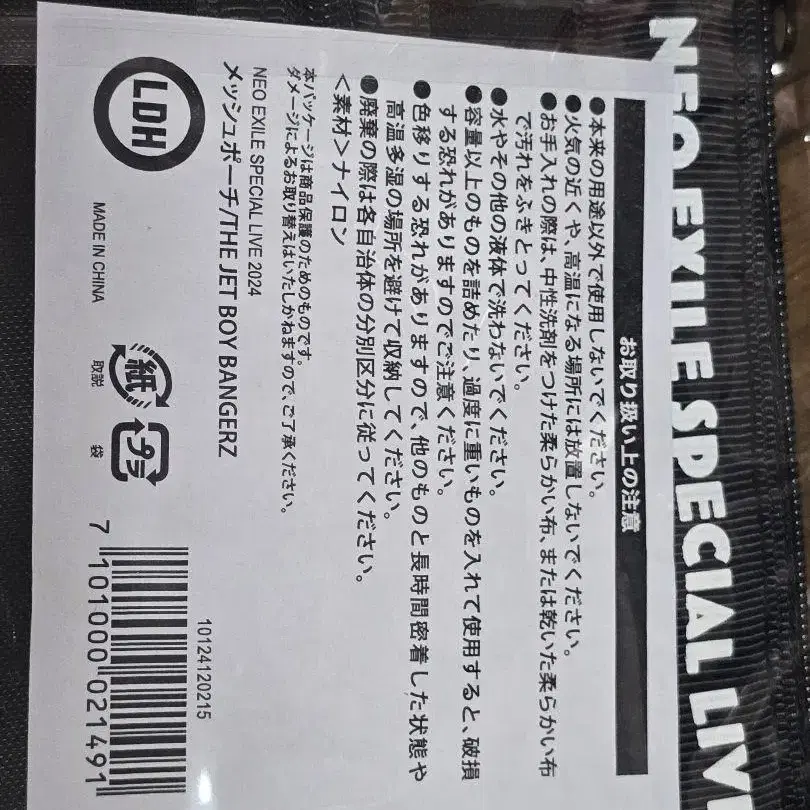 NEO EXILE SPECIAL LIV
お取り扱い上の注意
●本来の用途以外で使用しないでください。
●火気の近くや、高温になる場所には放置しないでください。
●お手入れの際は、中性洗剤をつけた柔らかい布、または乾いた柔らかい布
で汚れをふきとってください。
●水やその他の液体で洗わないでください。
●容量以上のものを詰めたり、過度に重いものを入れて使用すると、破損
する恐れがありますのでご注意ください。
●色移りする恐れがありますので、他のものと長時間密着した状態や
高温多湿の場所を避けて収納してください。
●廃棄の際は各自治体の分別区分に従ってください。
＜素材＞ナイロン
本パッケージは商品保護のためのものです。
ダメージによるお取り替えはいたしかねますので、ご了承ください。
NEO EXILE SPECIAL LIVE 2024
メッシュポーチ/THE JET BOY BANGERZ
LDH
MADE IN CHINA
紙
取説
プラ
袋
10124120215
7 101000 021491